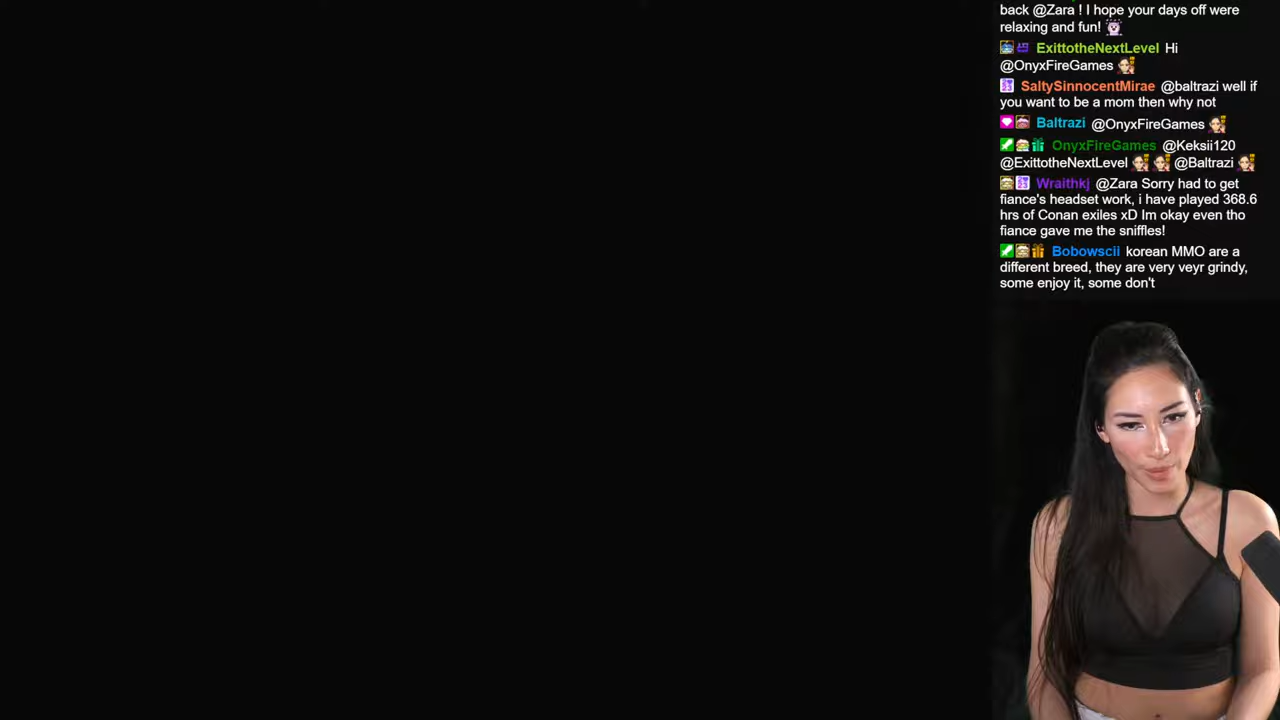 back @Zara ! I hope your days off were
relaxing and fun!
ExittotheNextLevel Hi
@OnyxFireGames
SaltySinnocentMirae @baltrazi well if
you want to be a mom then why not
Baltrazi @OnyxFireGames
OnyxFireGames @Keksii120
@ExittotheNextLevel @Baltrazi
Wraithkj @Zara Sorry had to get
fiance's headset work, i have played 368.6
hrs of Conan exiles xD Im okay even tho
fiance gave me the sniffles!
Bobowscii korean MMO are a
different breed, they are very veyr grindy,
some enjoy it, some don't